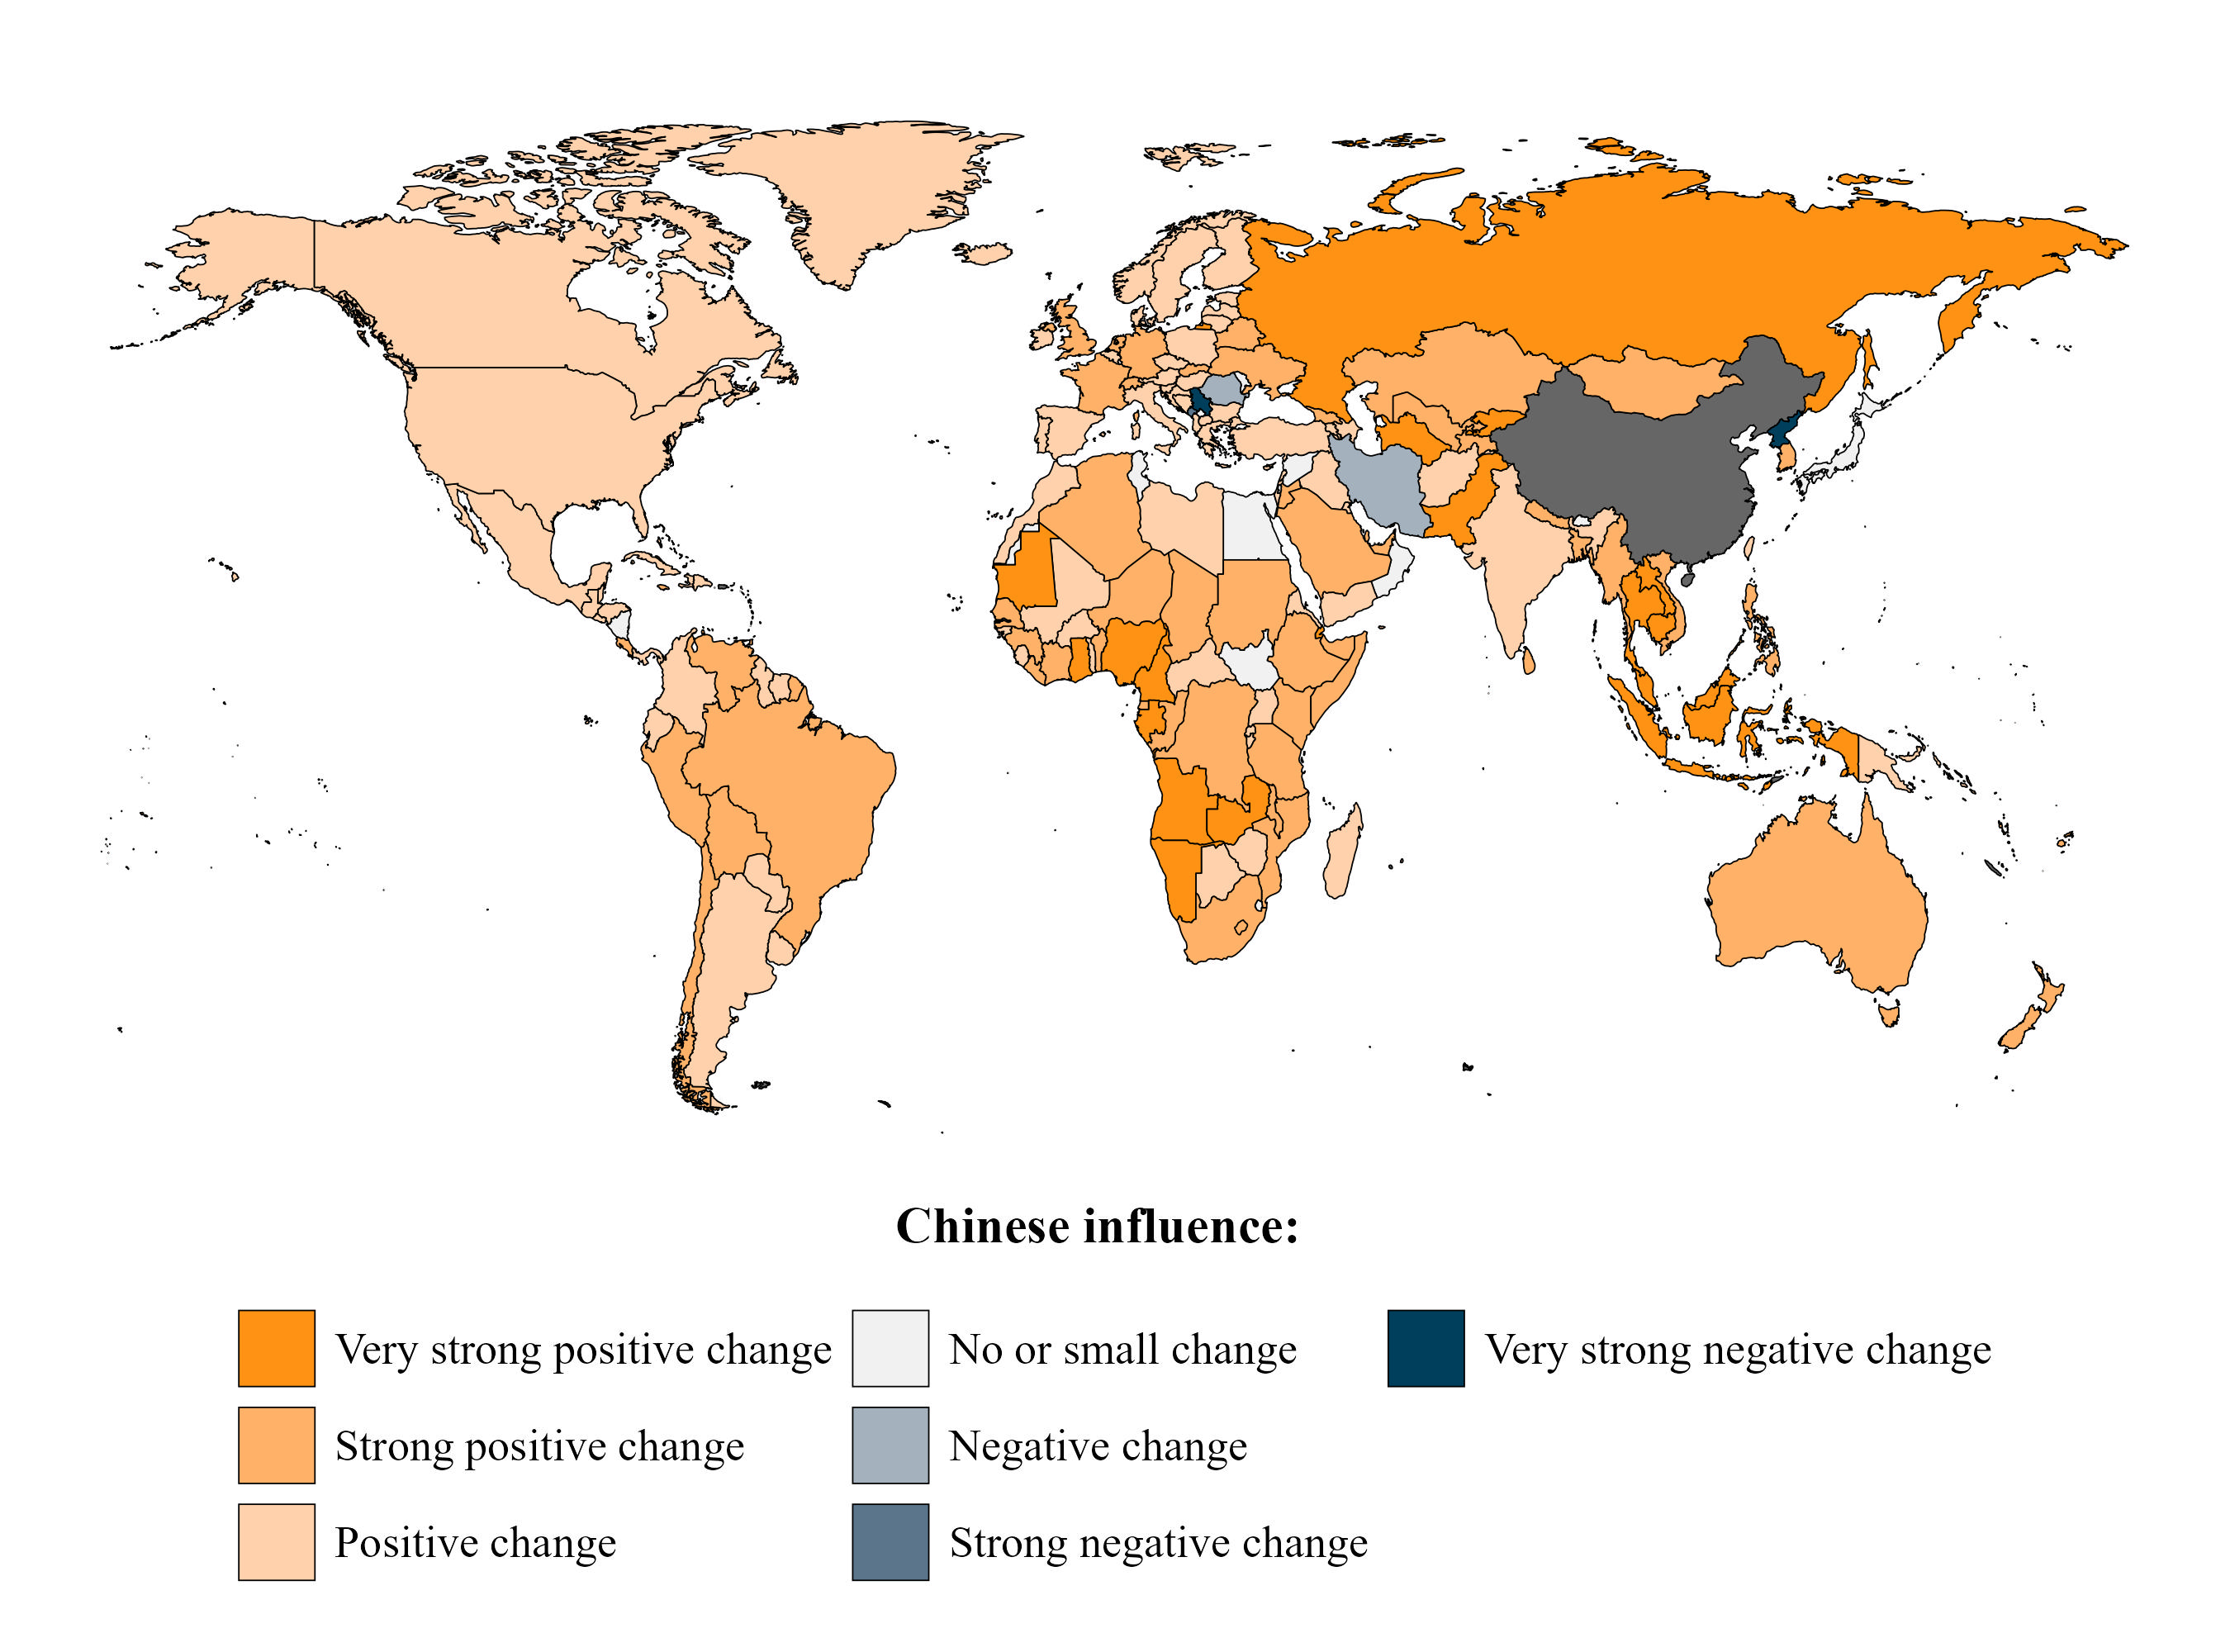 Chinese influence:
Very strong positive change
No or small change
Very strong negative change
Strong positive change
Negative change
Positive change
Strong negative change